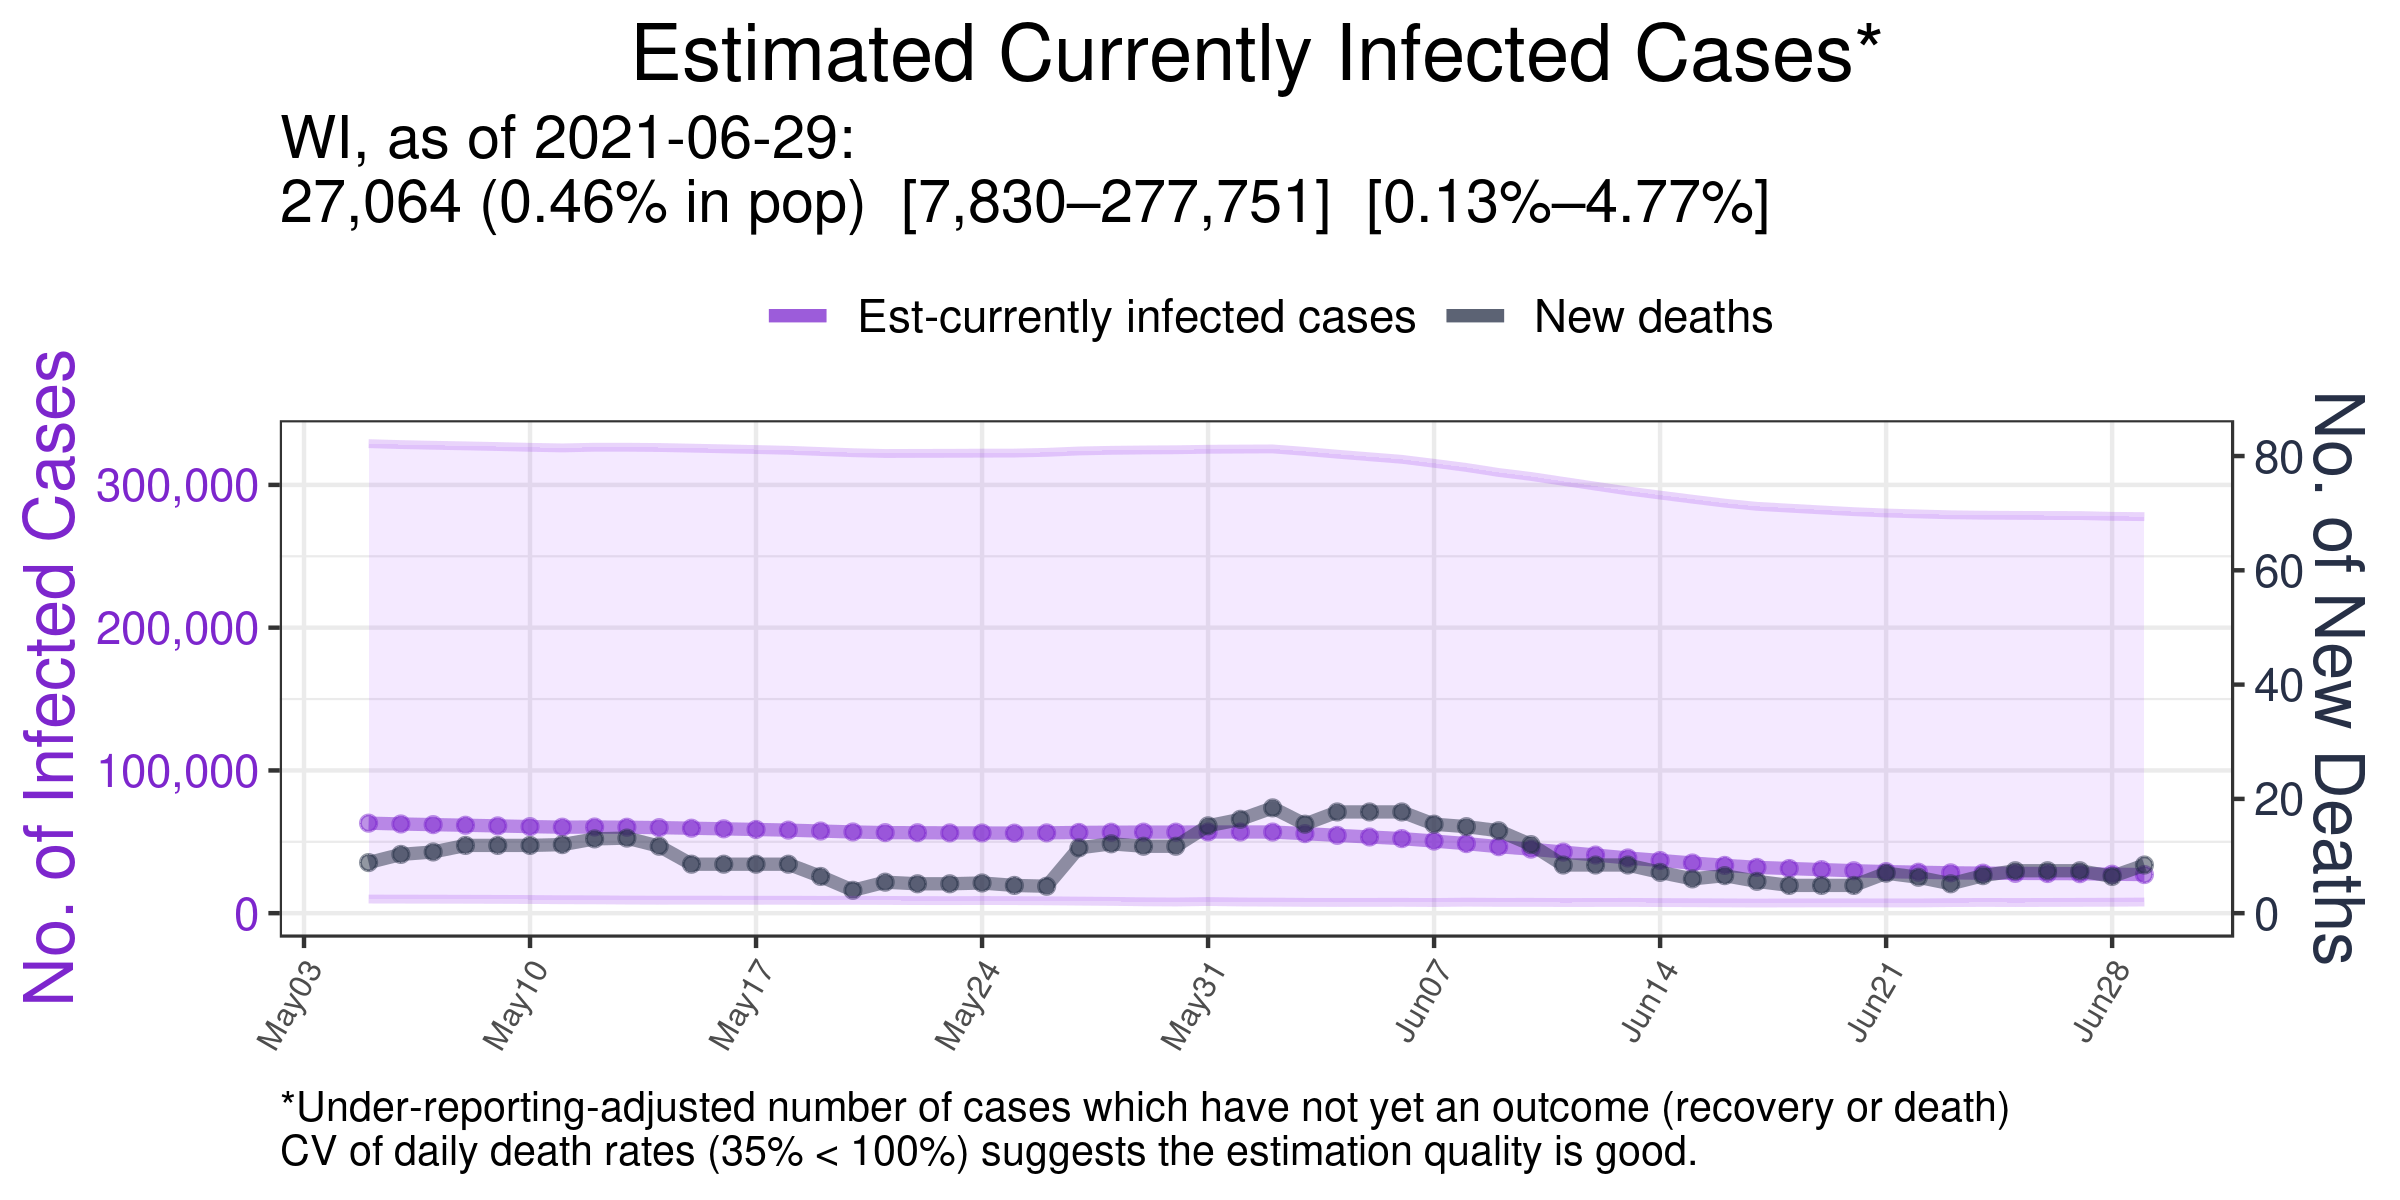 Estimated Currently Infected Cases*
WI, as of 2021-06-29:
27,064 (0.46% in pop) [7,830–277,751] [0.13%–4.77%]
Est-currently infected cases New deaths
No. of Infected Cases
300,000
200,000
100,000
0
80
60
40
20
0
No. of New Deaths
May03
May10
May17
May24
May31
Jun07
Jun14
Jun21
Jun28
*Under-reporting-adjusted number of cases which have not yet an outcome (recovery or death)
CV of daily death rates (35% < 100%) suggests the estimation quality is good.